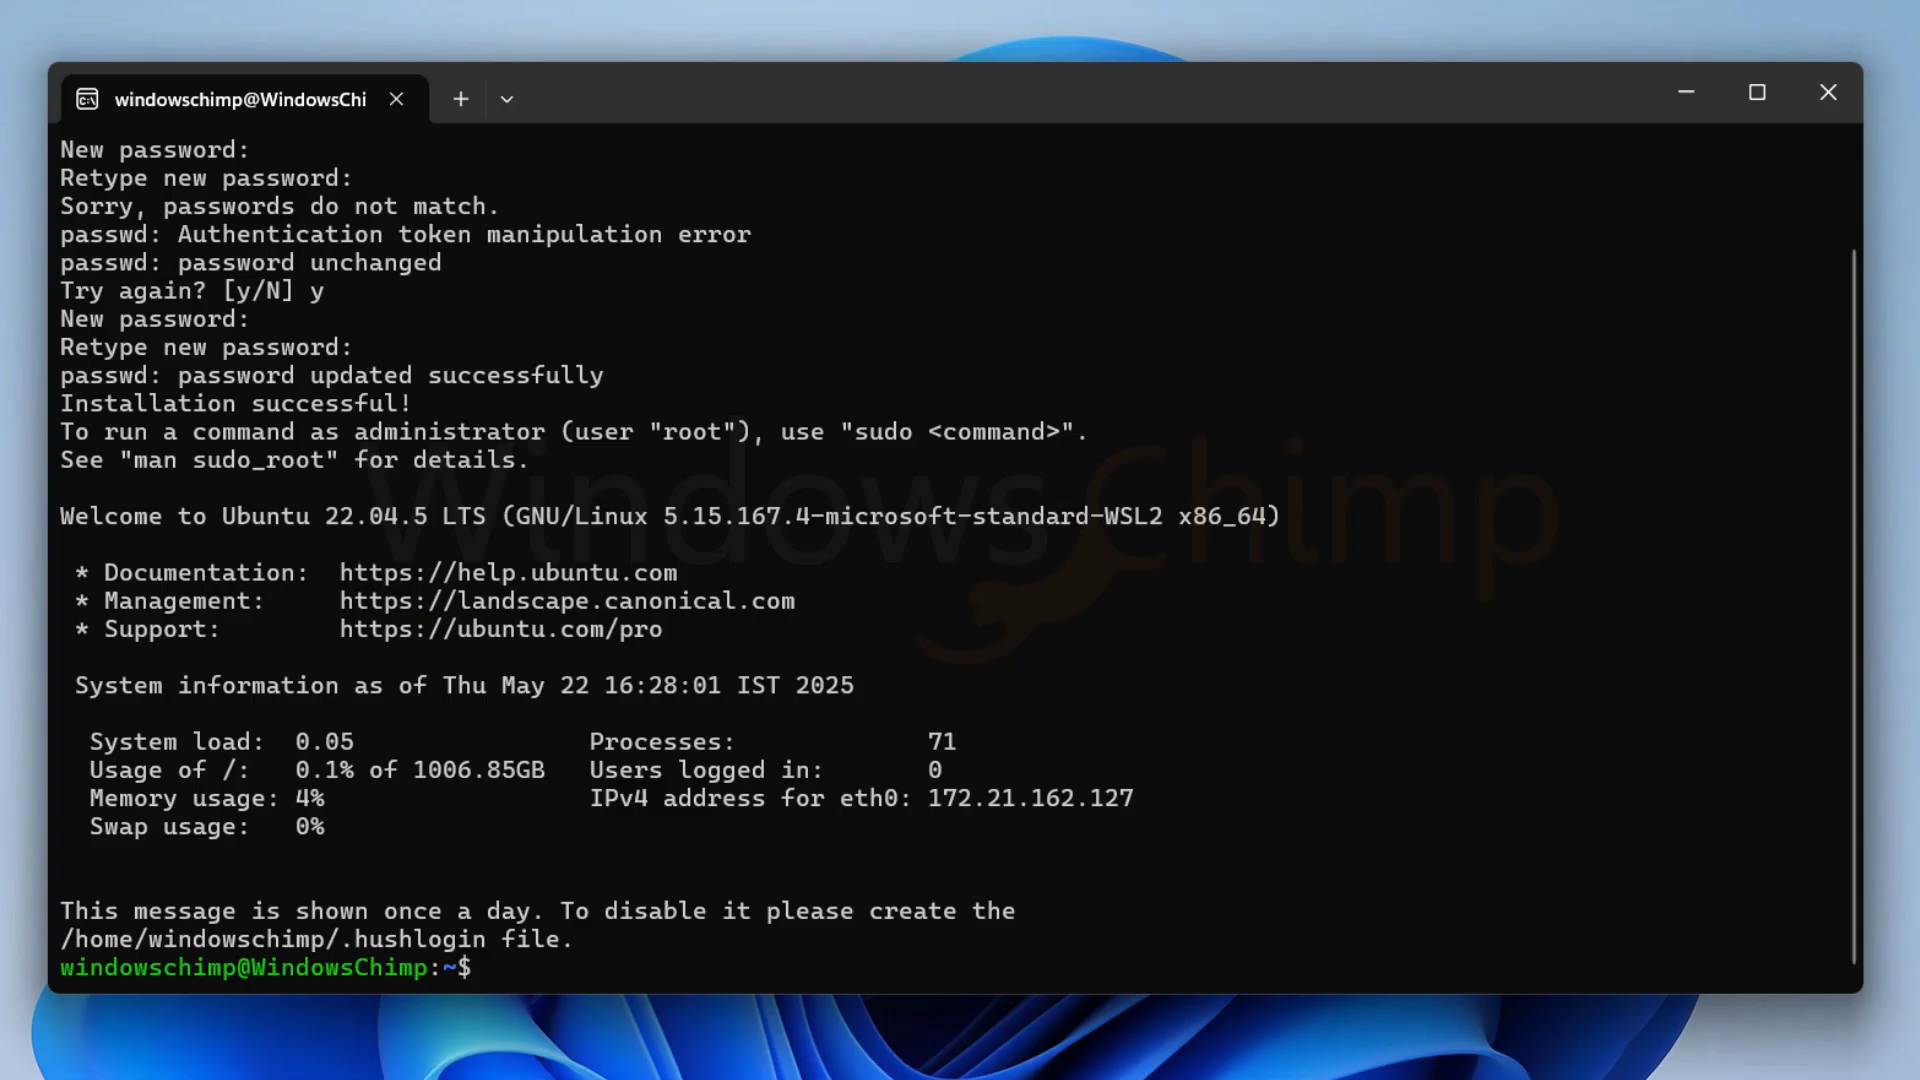 windowschimp@WindowsChi
New password:
Retype new password:
Sorry, passwords do not match.
passwd: Authentication token manipulation error
passwd: password unchanged
Try again? [y/N] y
New password:
Retype new password:
passwd: password updated successfully
Installation successful!
To run a command as administrator (user "root"), use "sudo <command>".
See "man sudo_root" for details.
Windows Chimp
Welcome to Ubuntu 22.04.5 LTS (GNU/Linux 5.15.167.4-microsoft-standard-WSL2 x86_64)
* Documentation:  https://help.ubuntu.com
* Management:     https://landscape.canonical.com
* Support:        https://ubuntu.com/pro
System information as of Thu May 22 16:28:01 IST 2025
System load:  0.05                Processes:             71
Usage of /:   0.1% of 1006.85GB   Users logged in:       0
Memory usage: 4%                  IPv4 address for eth0: 172.21.162.127
Swap usage:   0%
This message is shown once a day. To disable it please create the
/home/windowschimp/.hushlogin file.
windowschimp@WindowsChimp:~$